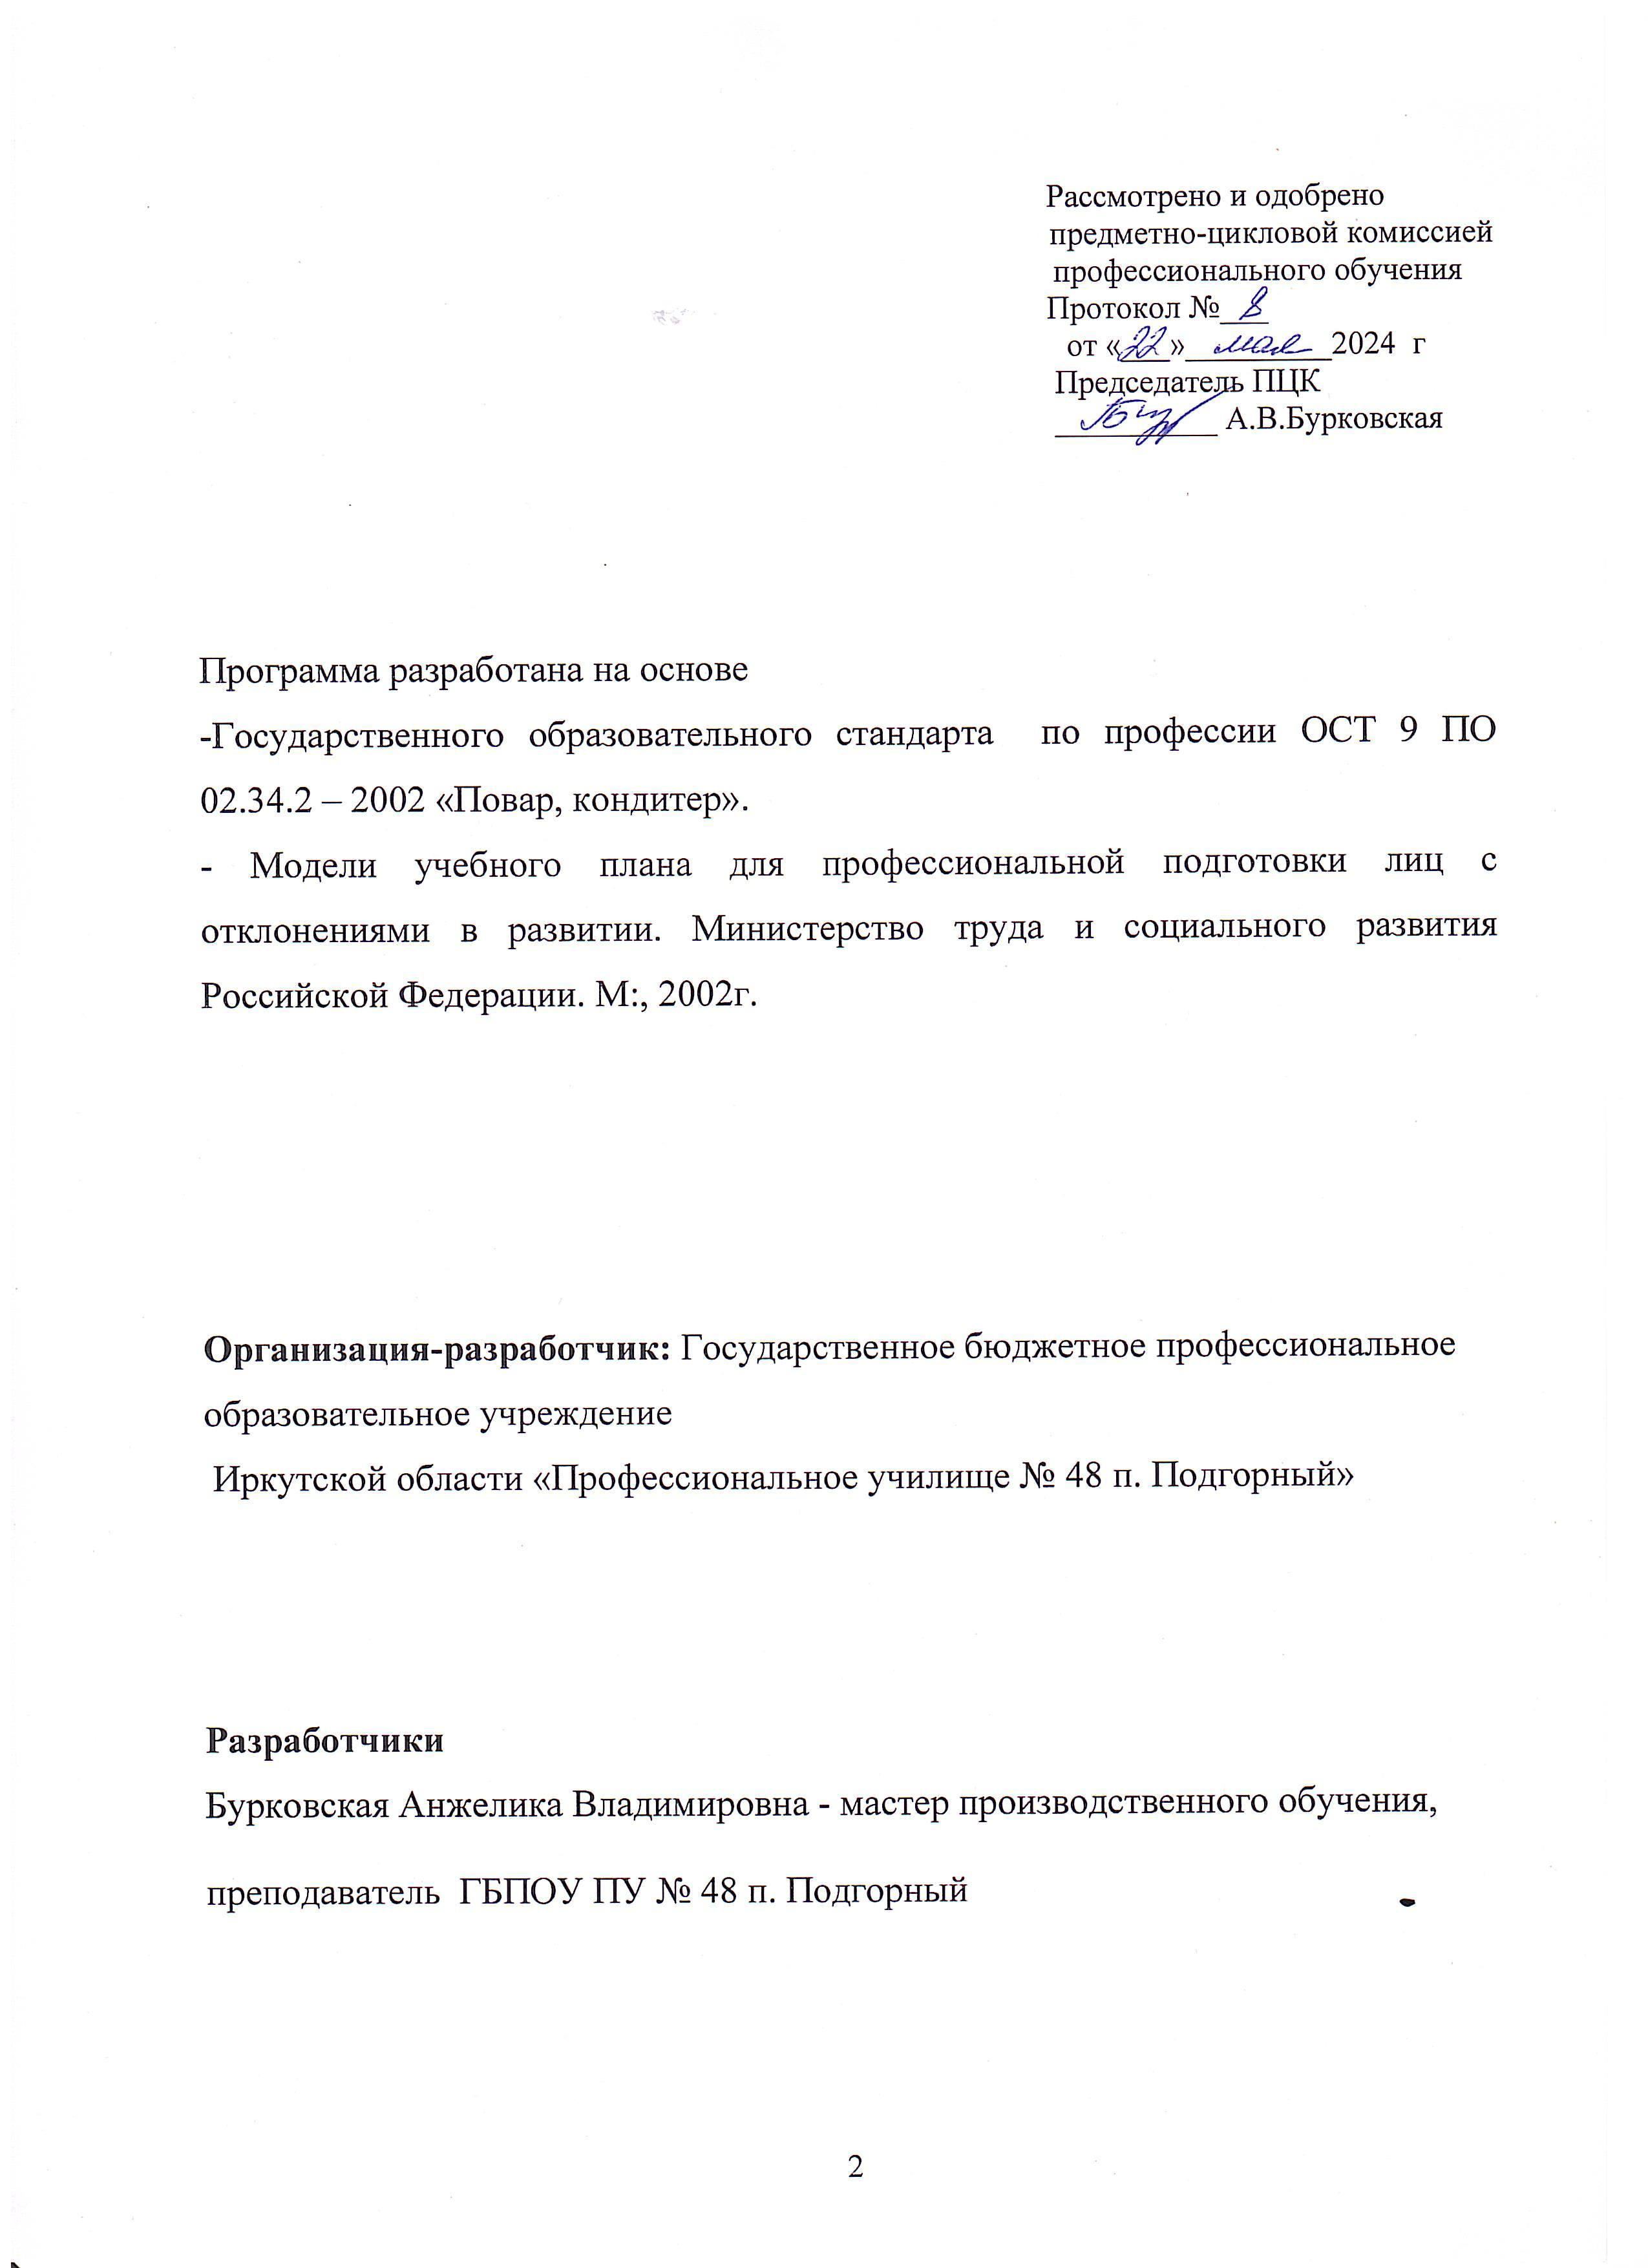 Рассмотрено и одобрено
предметно-цикловой комиссией
профессионального обучения
Протокол № 8
от «22» мая 2024 г
Председатель ПЦК
А.В.Бурковская
Программа разработана на основе
-Государственного образовательного стандарта по профессии ОСТ 9 ПО
02.34.2 – 2002 «Повар, кондитер».
- Модели учебного плана для профессиональной подготовки лиц с
отклонениями в развитии. Министерство труда и социального развития
Российской Федерации. М:, 2002г.
Организация-разработчик: Государственное бюджетное профессиональное
образовательное учреждение
Иркутской области «Профессиональное училище № 48 п. Подгорный»
Разработчики
Бурковская Анжелика Владимировна - мастер производственного обучения,
преподаватель ГБПОУ ПУ № 48 п. Подгорный
2